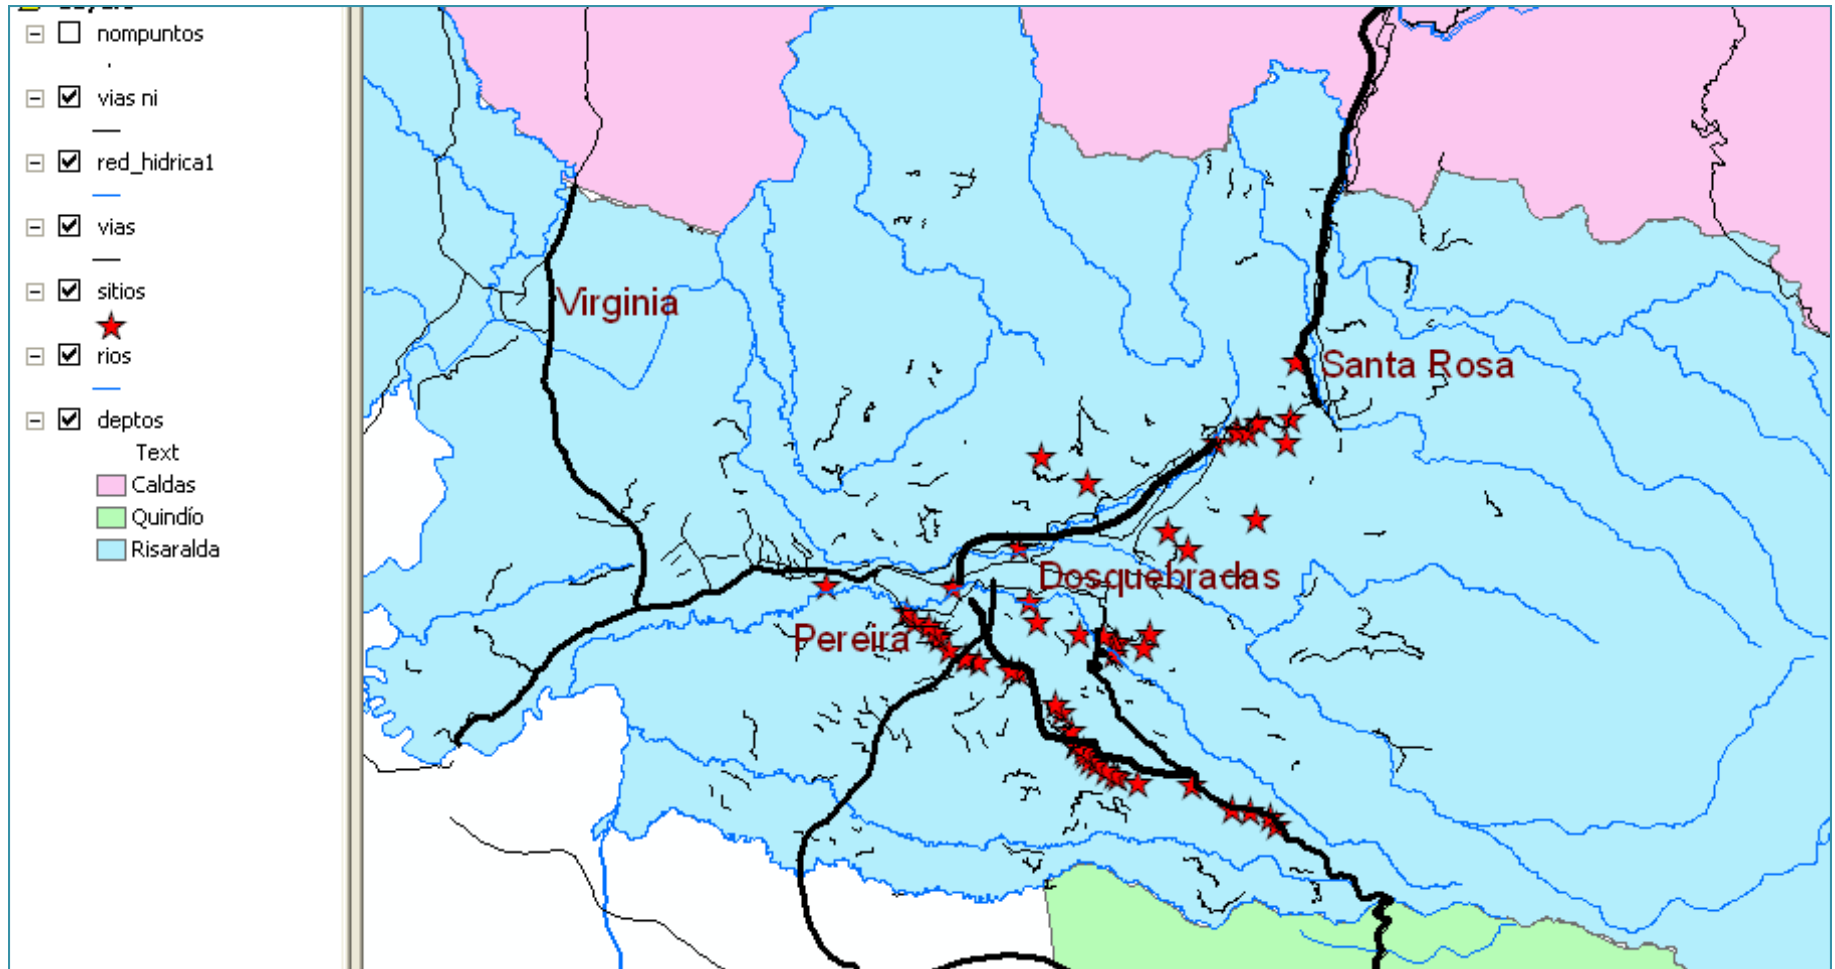 nompuntos
vias ni
red_hidrica1
vias
sitios
rios
deptos
Text
Caldas
Quindío
Risaralda
Virginia
Santa Rosa
Dosquebradas
Pereira